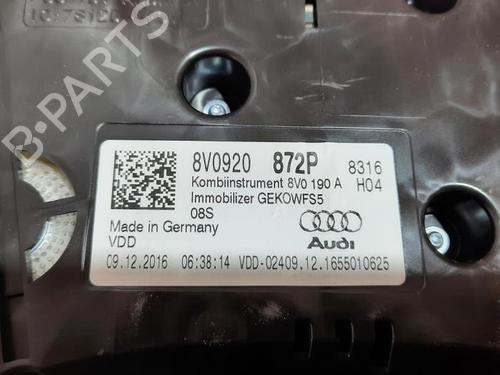 B-PARTS
8V0920 872P 8316
Kombiinstrument 8V0 190 A H04
Immobilizer GEKOWFS5
08S
Made in Germany
VDD
Audi
09.12.2016 06:38:14 VDD-02409.12.1655010625